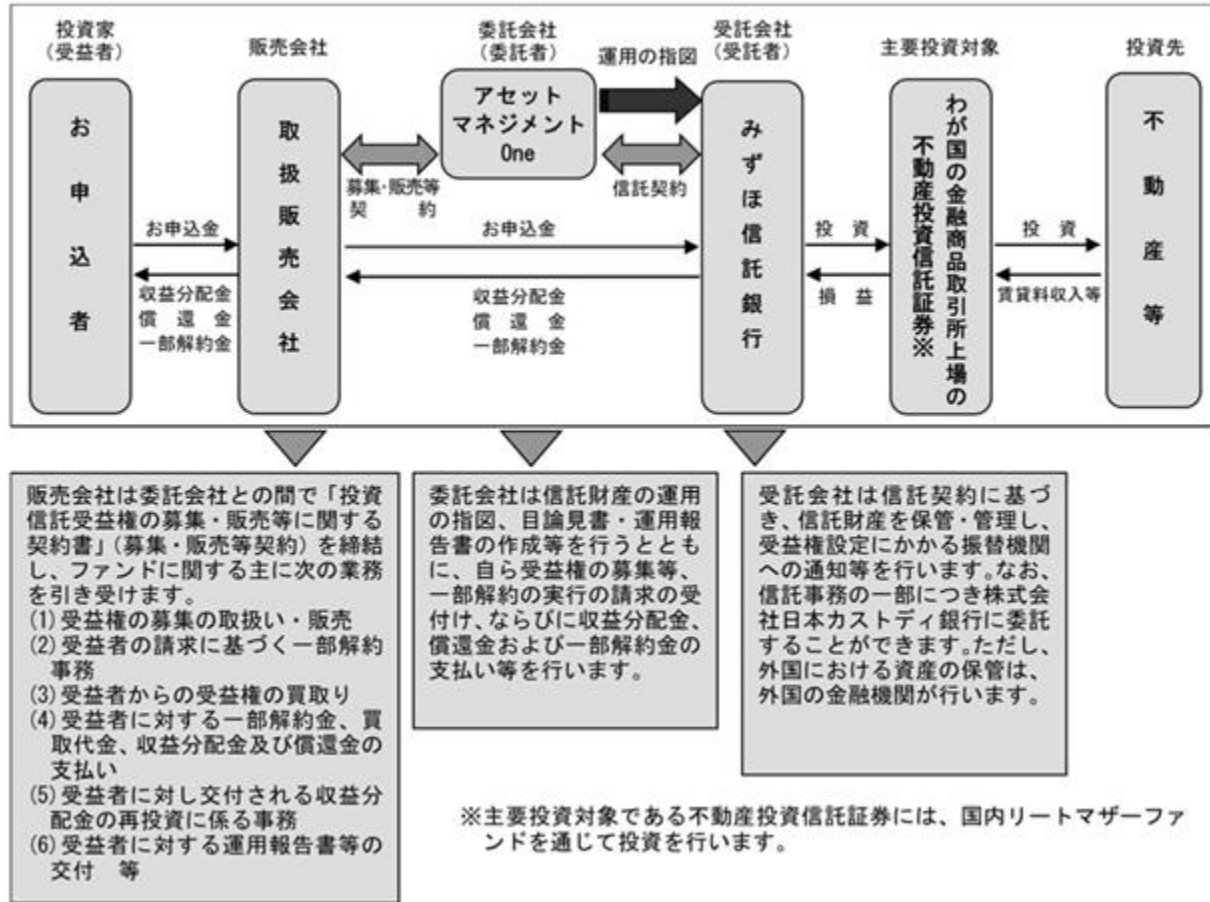 投資家
（受益者）
販売会社
委託会社
（委託者）
運用の指図
受託会社
（受託者）
主要投資対象
投資先
お申込者
取扱販売会社
アセット
マネジメント
One
みずほ信託銀行
わが国の金融商品取引所上場の
不動産投資信託証券※
不動産等
募集・販売等
契　約
信託契約
お申込金
収益分配金
償　還　金
一部解約金
お申込金
収益分配金
償　還　金
一部解約金
投　資
損　益
投　資
賃貸料収入等
販売会社は委託会社との間で「投資
信託受益権の募集・販売等に関する
契約書」（募集・販売等契約）を締結
し、ファンドに関する主に次の業務
を引き受けます。
(1)受益権の募集の取扱い・販売
(2)受益者の請求に基づく一部解約
事務
(3)受益者からの受益権の買取り
(4)受益者に対する一部解約金、買
取代金、収益分配金及び償還金の
支払い
(5)受益者に対し交付される収益分
配金の再投資に係る事務
(6)受益者に対する運用報告書等の
交付　等
委託会社は信託財産の運用
の指図、目論見書・運用報
告書の作成等を行うととも
に、自ら受益権の募集等、
一部解約の実行の請求の受
付け、ならびに収益分配金、
償還金および一部解約金の
支払い等を行います。
受託会社は信託契約に基づ
き、信託財産を保管・管理し、
受益権設定にかかる振替機関
への通知等を行います。なお、
信託事務の一部につき株式会
社日本カストディ銀行に委託
することができます。ただし、
外国における資産の保管は、
外国の金融機関が行います。
※主要投資対象である不動産投資信託証券には、国内リートマザーファ
ンドを通じて投資を行います。